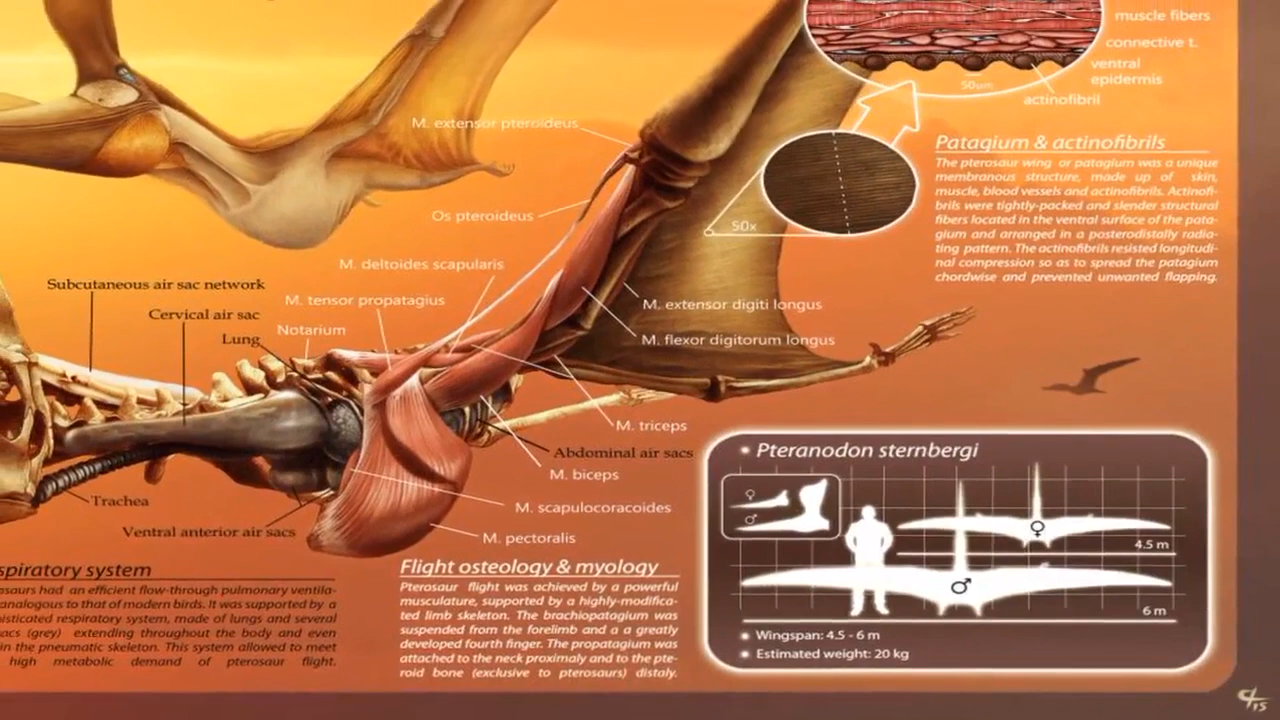 muscle fibers
connective t.
ventral
epidermis
50µm
actinofibril
M. extensor pteroideus
Patagium & actinofibrils
The pterosaur wing or patagium was a unique
membranous structure, made up of skin,
muscle, blood vessels and actinofibrils. Actinofi-
brils were tightly-packed and slender structural
fibers located in the ventral surface of the pata-
gium and arranged in a posterodistally radia-
ting pattern. The actinofibrils resisted longitudi-
nal compression so as to spread the patagium
chordwise and prevented unwanted flapping.
Os pteroideus
50x
M. deltoides scapularis
Subcutaneous air sac network
M. tensor propatagius
M. extensor digiti longus
Cervical air sac
Notarium
Lung
M. flexor digitorum longus
M. triceps
Abdominal air sacs
M. biceps
Trachea
M. scapulocoracoides
Ventral anterior air sacs
M. pectoralis
Pteranodon sternbergi
♀
♂
♀
4.5 m
♂
6 m
Wingspan: 4.5 - 6 m
Estimated weight: 20 kg
spiratory system
osaurs had an efficient flow-through pulmonary ventila-
analogous to that of modern birds. It was supported by a
histicated respiratory system, made of lungs and several
acs (grey) extending throughout the body and even
in the pneumatic skeleton. This system allowed to meet
high metabolic demand of pterosaur flight.
Flight osteology & myology
Pterosaur flight was achieved by a powerful
musculature, supported by a highly-modifica-
ted limb skeleton. The brachiopatagium was
suspended from the forelimb and a a greatly
developed fourth finger. The propatagium was
attached to the neck proximaly and to the pte-
roid bone (exclusive to pterosaurs) distaly.
15